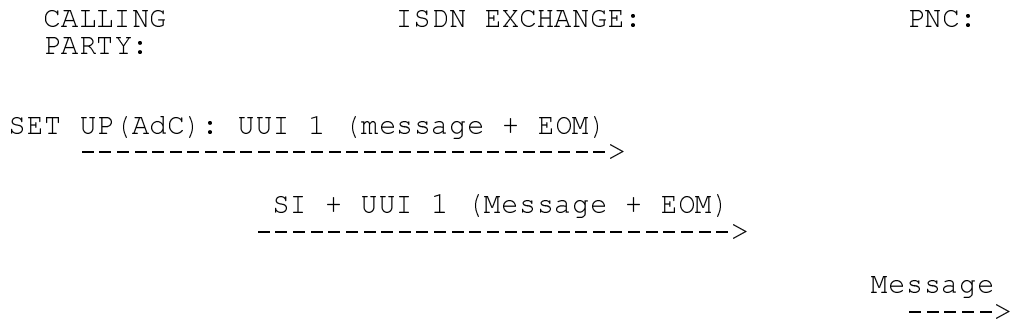 CALLING ISDN EXCHANGE: PNC:
PARTY:
SET UP(AdC): UUI 1 (message + EOM)
------------------------------>
SI + UUI 1 (Message + EOM)
--------------------------->
Message
----->